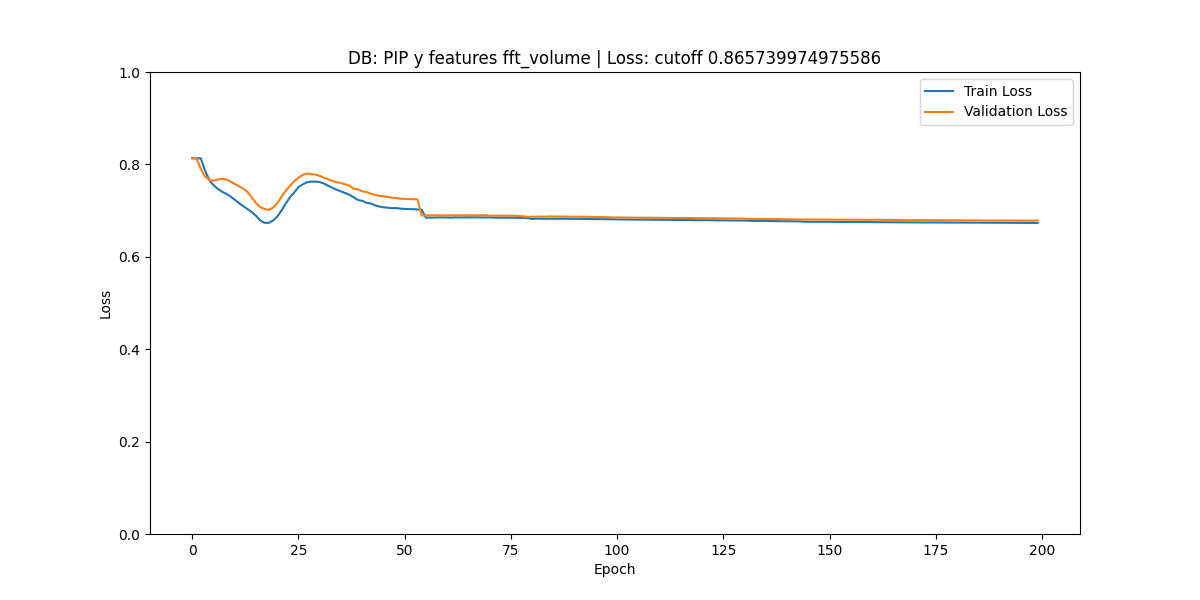 DB: PIP y features fft_volume | Loss: cutoff 0.865739974975586
Train Loss
Validation Loss
1.0
0.8
0.6
0.4
0.2
0.0
Loss
0 25 50 75 100 125 150 175 200
Epoch